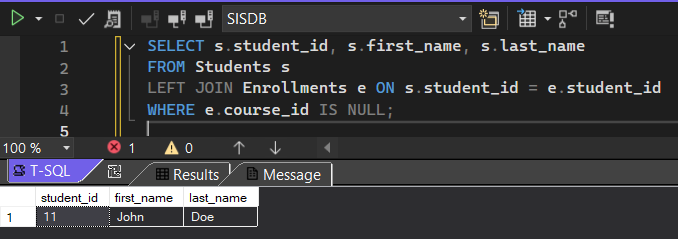 SISDB
1 SELECT s.student_id, s.first_name, s.last_name
2 FROM Students s
3 LEFT JOIN Enrollments e ON s.student_id = e.student_id
4 WHERE e.course_id IS NULL;
5
100 % 1 0
T-SQL Results Message
student_id first_name last_name
1 11 John Doe